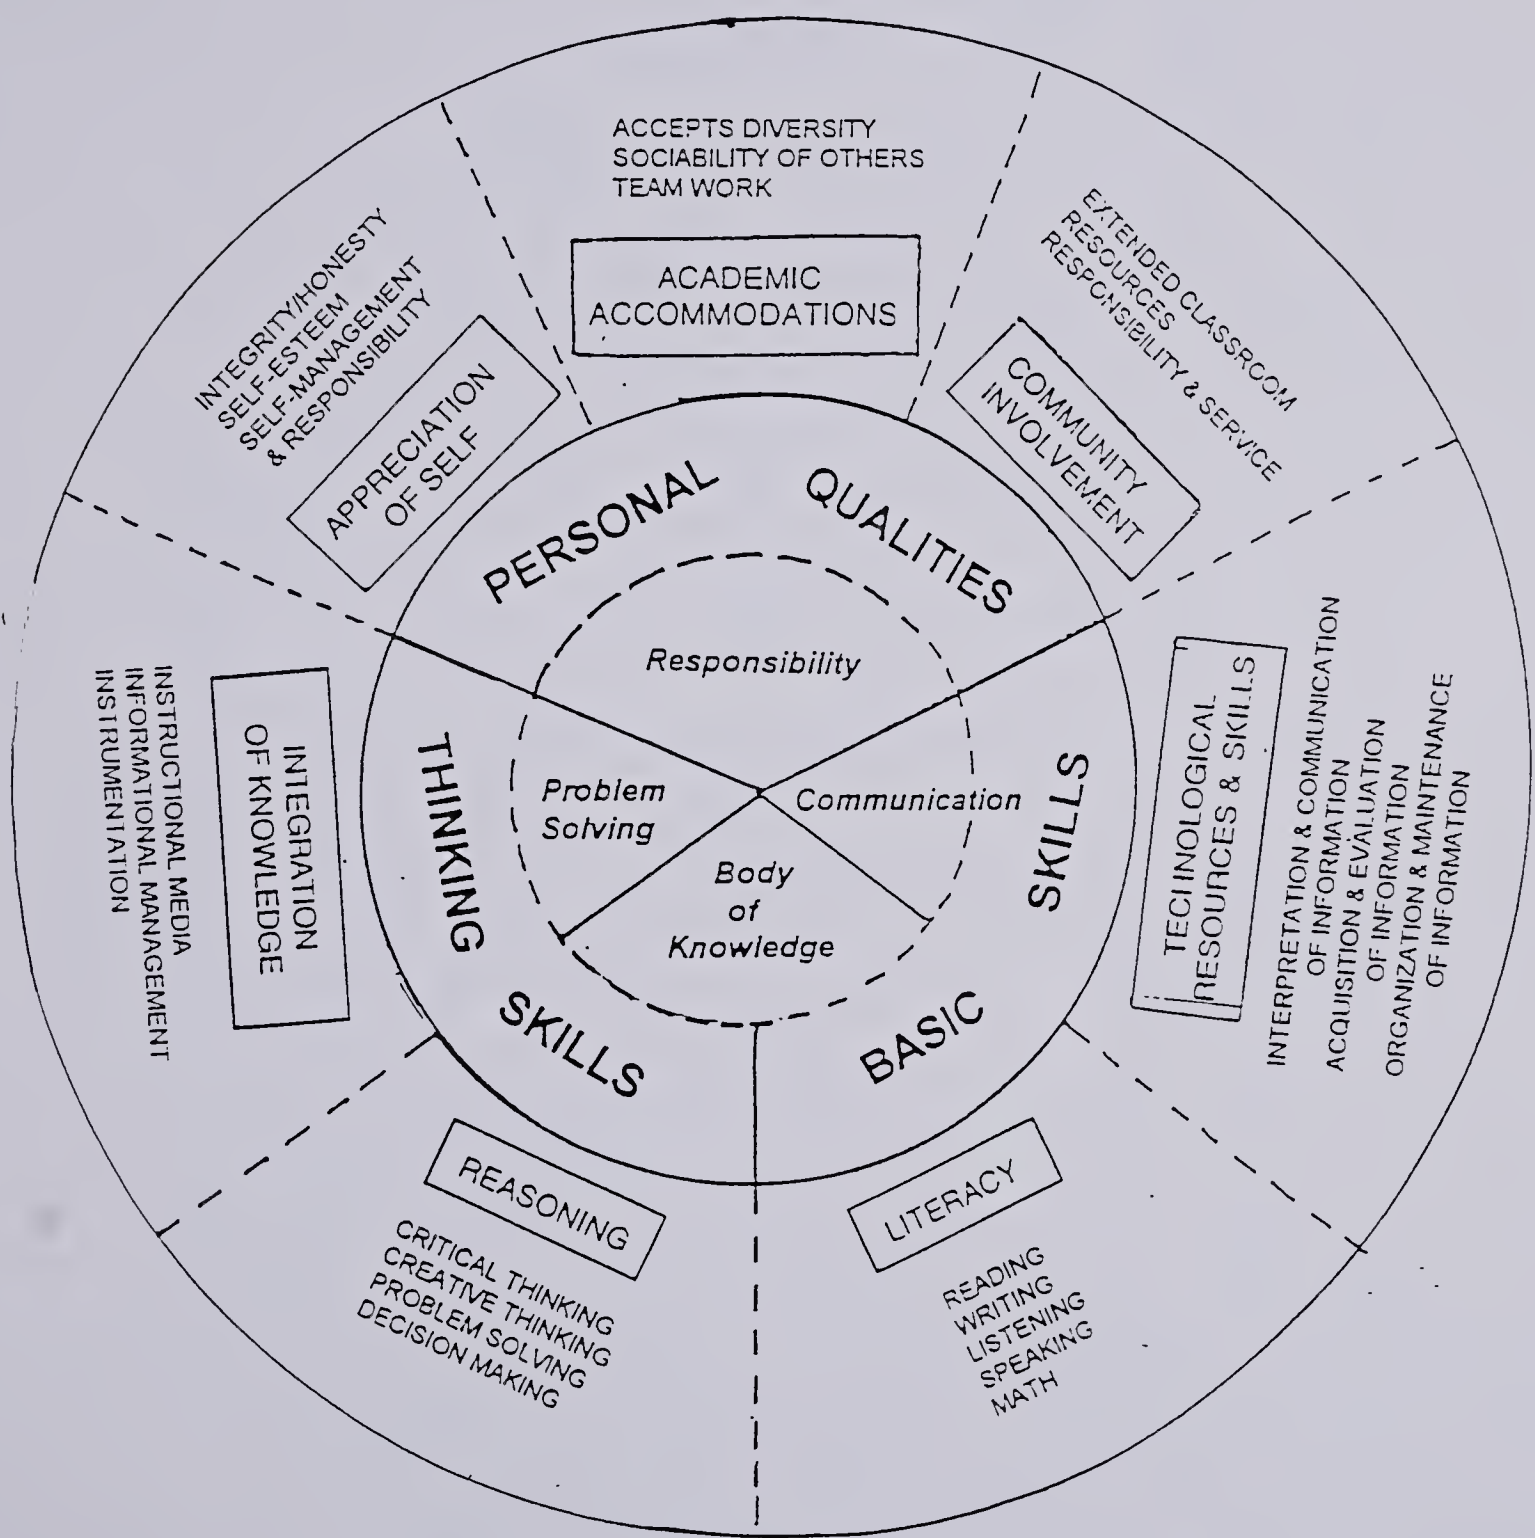 ACCEPTS DIVERSITY
SOCIABILITY OF OTHERS
TEAM WORK
ACADEMIC
ACCOMMODATIONS
EXTENDED CLASSROOM
RESOURCES
RESPONSIBILITY & SERVICE
COMMUNITY
INVOLVEMENT
INTEGRITY/HONESTY
SELF-ESTEEM
SELF-MANAGEMENT
& RESPONSIBILITY
APPRECIATION
OF SELF
PERSONAL QUALITIES
Responsibility
Problem
Solving
Communication
Body
of
Knowledge
THINKING SKILLS
BASIC SKILLS
INTEGRATION
OF KNOWLEDGE
INSTRUCTIONAL MEDIA
INFORMATIONAL MANAGEMENT
INSTRUMENTATION
TECHNOLOGICAL
RESOURCES & SKILLS
INTERPRETATION & COMMUNICATION
OF INFORMATION
ACQUISITION & EVALUATION
OF INFORMATION
ORGANIZATION & MAINTENANCE
OF INFORMATION
REASONING
CRITICAL THINKING
CREATIVE THINKING
PROBLEM SOLVING
DECISION MAKING
LITERACY
READING
WRITING
LISTENING
SPEAKING
MATH